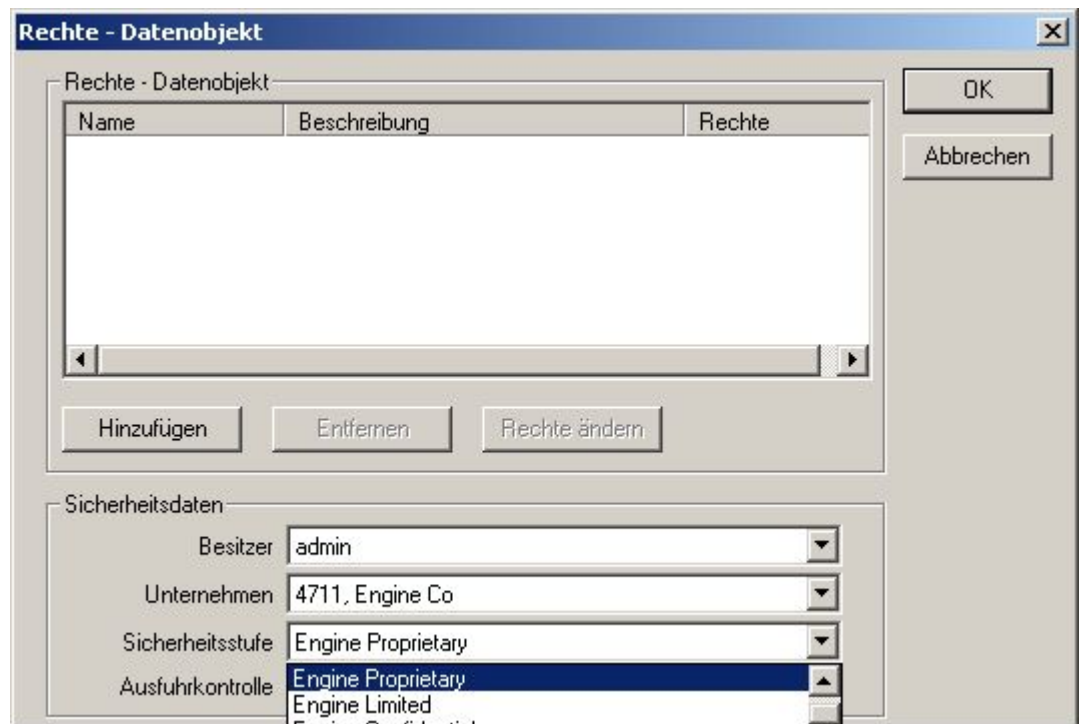 Rechte - Datenobjekt
Rechte - Datenobjekt
OK
Name Beschreibung Rechte
Abbrechen
Hinzufügen Entfernen Rechte ändern
Sicherheitsdaten
Besitzer admin
Unternehmen 4711, Engine Co
Sicherheitsstufe Engine Proprietary
Ausfuhrkontrolle Engine Proprietary
Engine Limited